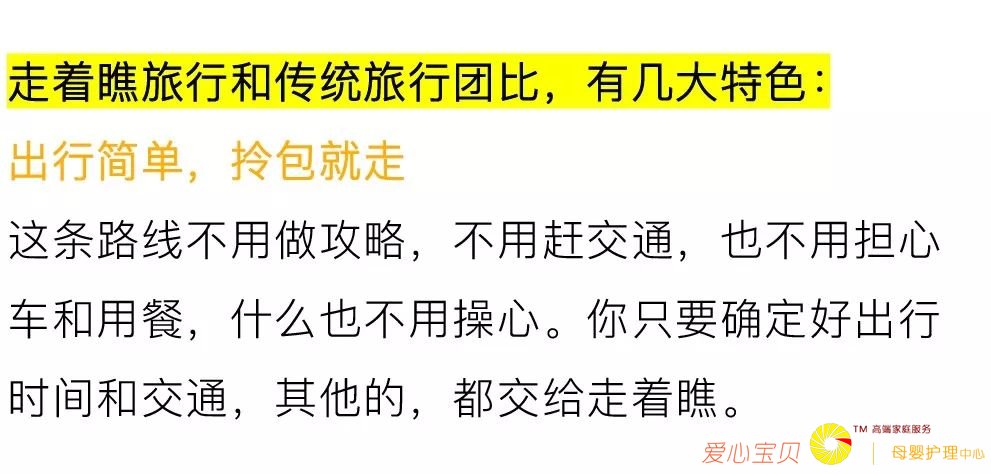 走着瞧旅行和传统旅行团比，有几大特色：
出行简单，拎包就走
这条路线不用做攻略，不用赶交通，也不用担心
车和用餐，什么也不用操心。你只要确定好出行
时间和交通，其他的，都交给走着瞧。
TM 高端家庭服务
爱心宝贝 | 母婴护理中心